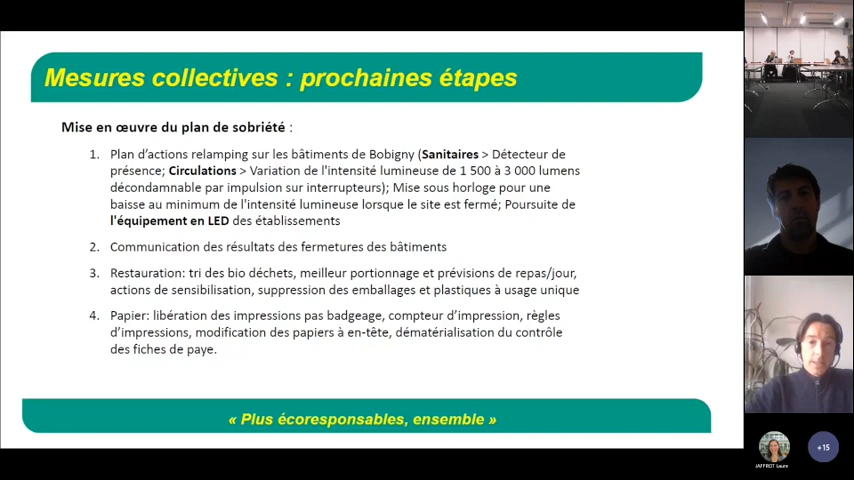 Mesures collectives : prochaines étapes
Mise en œuvre du plan de sobriété :
1. Plan d’actions relamping sur les bâtiments de Bobigny (Sanitaires > Détecteur de
présence; Circulations > Variation de l'intensité lumineuse de 1 500 à 3 000 lumens
décondamnable par impulsion sur interrupteurs); Mise sous horloge pour une
baisse au minimum de l'intensité lumineuse lorsque le site est fermé; Poursuite de
l'équipement en LED des établissements
2. Communication des résultats des fermetures des bâtiments
3. Restauration: tri des bio déchets, meilleur portionnage et prévisions de repas/jour,
actions de sensibilisation, suppression des emballages et plastiques à usage unique
4. Papier: libération des impressions pas badgeage, compteur d’impression, règles
d’impressions, modification des papiers à en-tête, dématérialisation du contrôle
des fiches de paye.
« Plus écoresponsables, ensemble »
JAFFROT Laure
+15